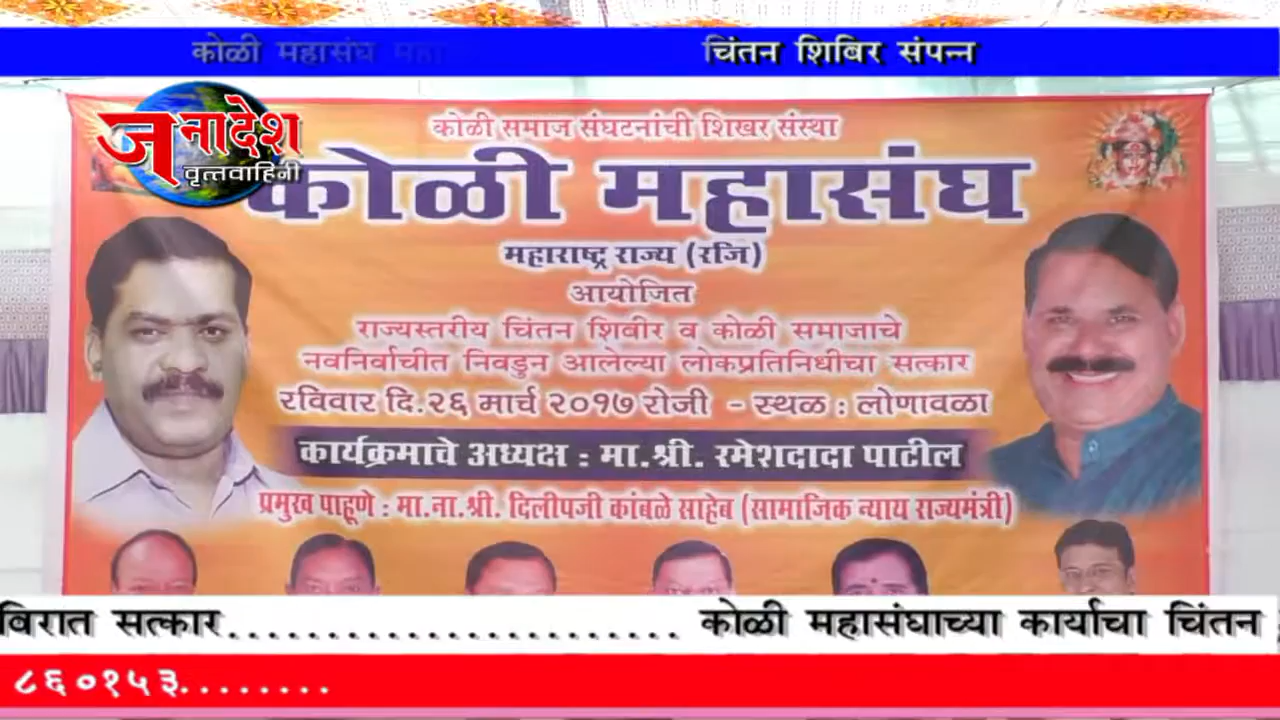 कोळी महासंघ महा
चिंतन शिबिर संपन्न
जनादेश
वृत्तवाहिनी
कोळी समाज संघटनांची शिखर संस्था
कोळी महासंघ
महाराष्ट्र राज्य (रजि)
आयोजित
राज्यस्तरीय चिंतन शिबीर व कोळी समाजाचे
नवनिर्वाचीत निवडुन आलेल्या लोकप्रतिनिधीचा सत्कार
रविवार दि.२६ मार्च २०१७ रोजी - स्थळ : लोणावळा
कार्यक्रमाचे अध्यक्ष : मा.श्री. रमेशदादा पाटील
प्रमुख पाहूणे : मा.ना.श्री. दिलीपजी कांबळे साहेब (सामाजिक न्याय राज्यमंत्री)
बिरात सत्कार....................... कोळी महासंघाच्या कार्याचा चिंतन
८६०१५३........